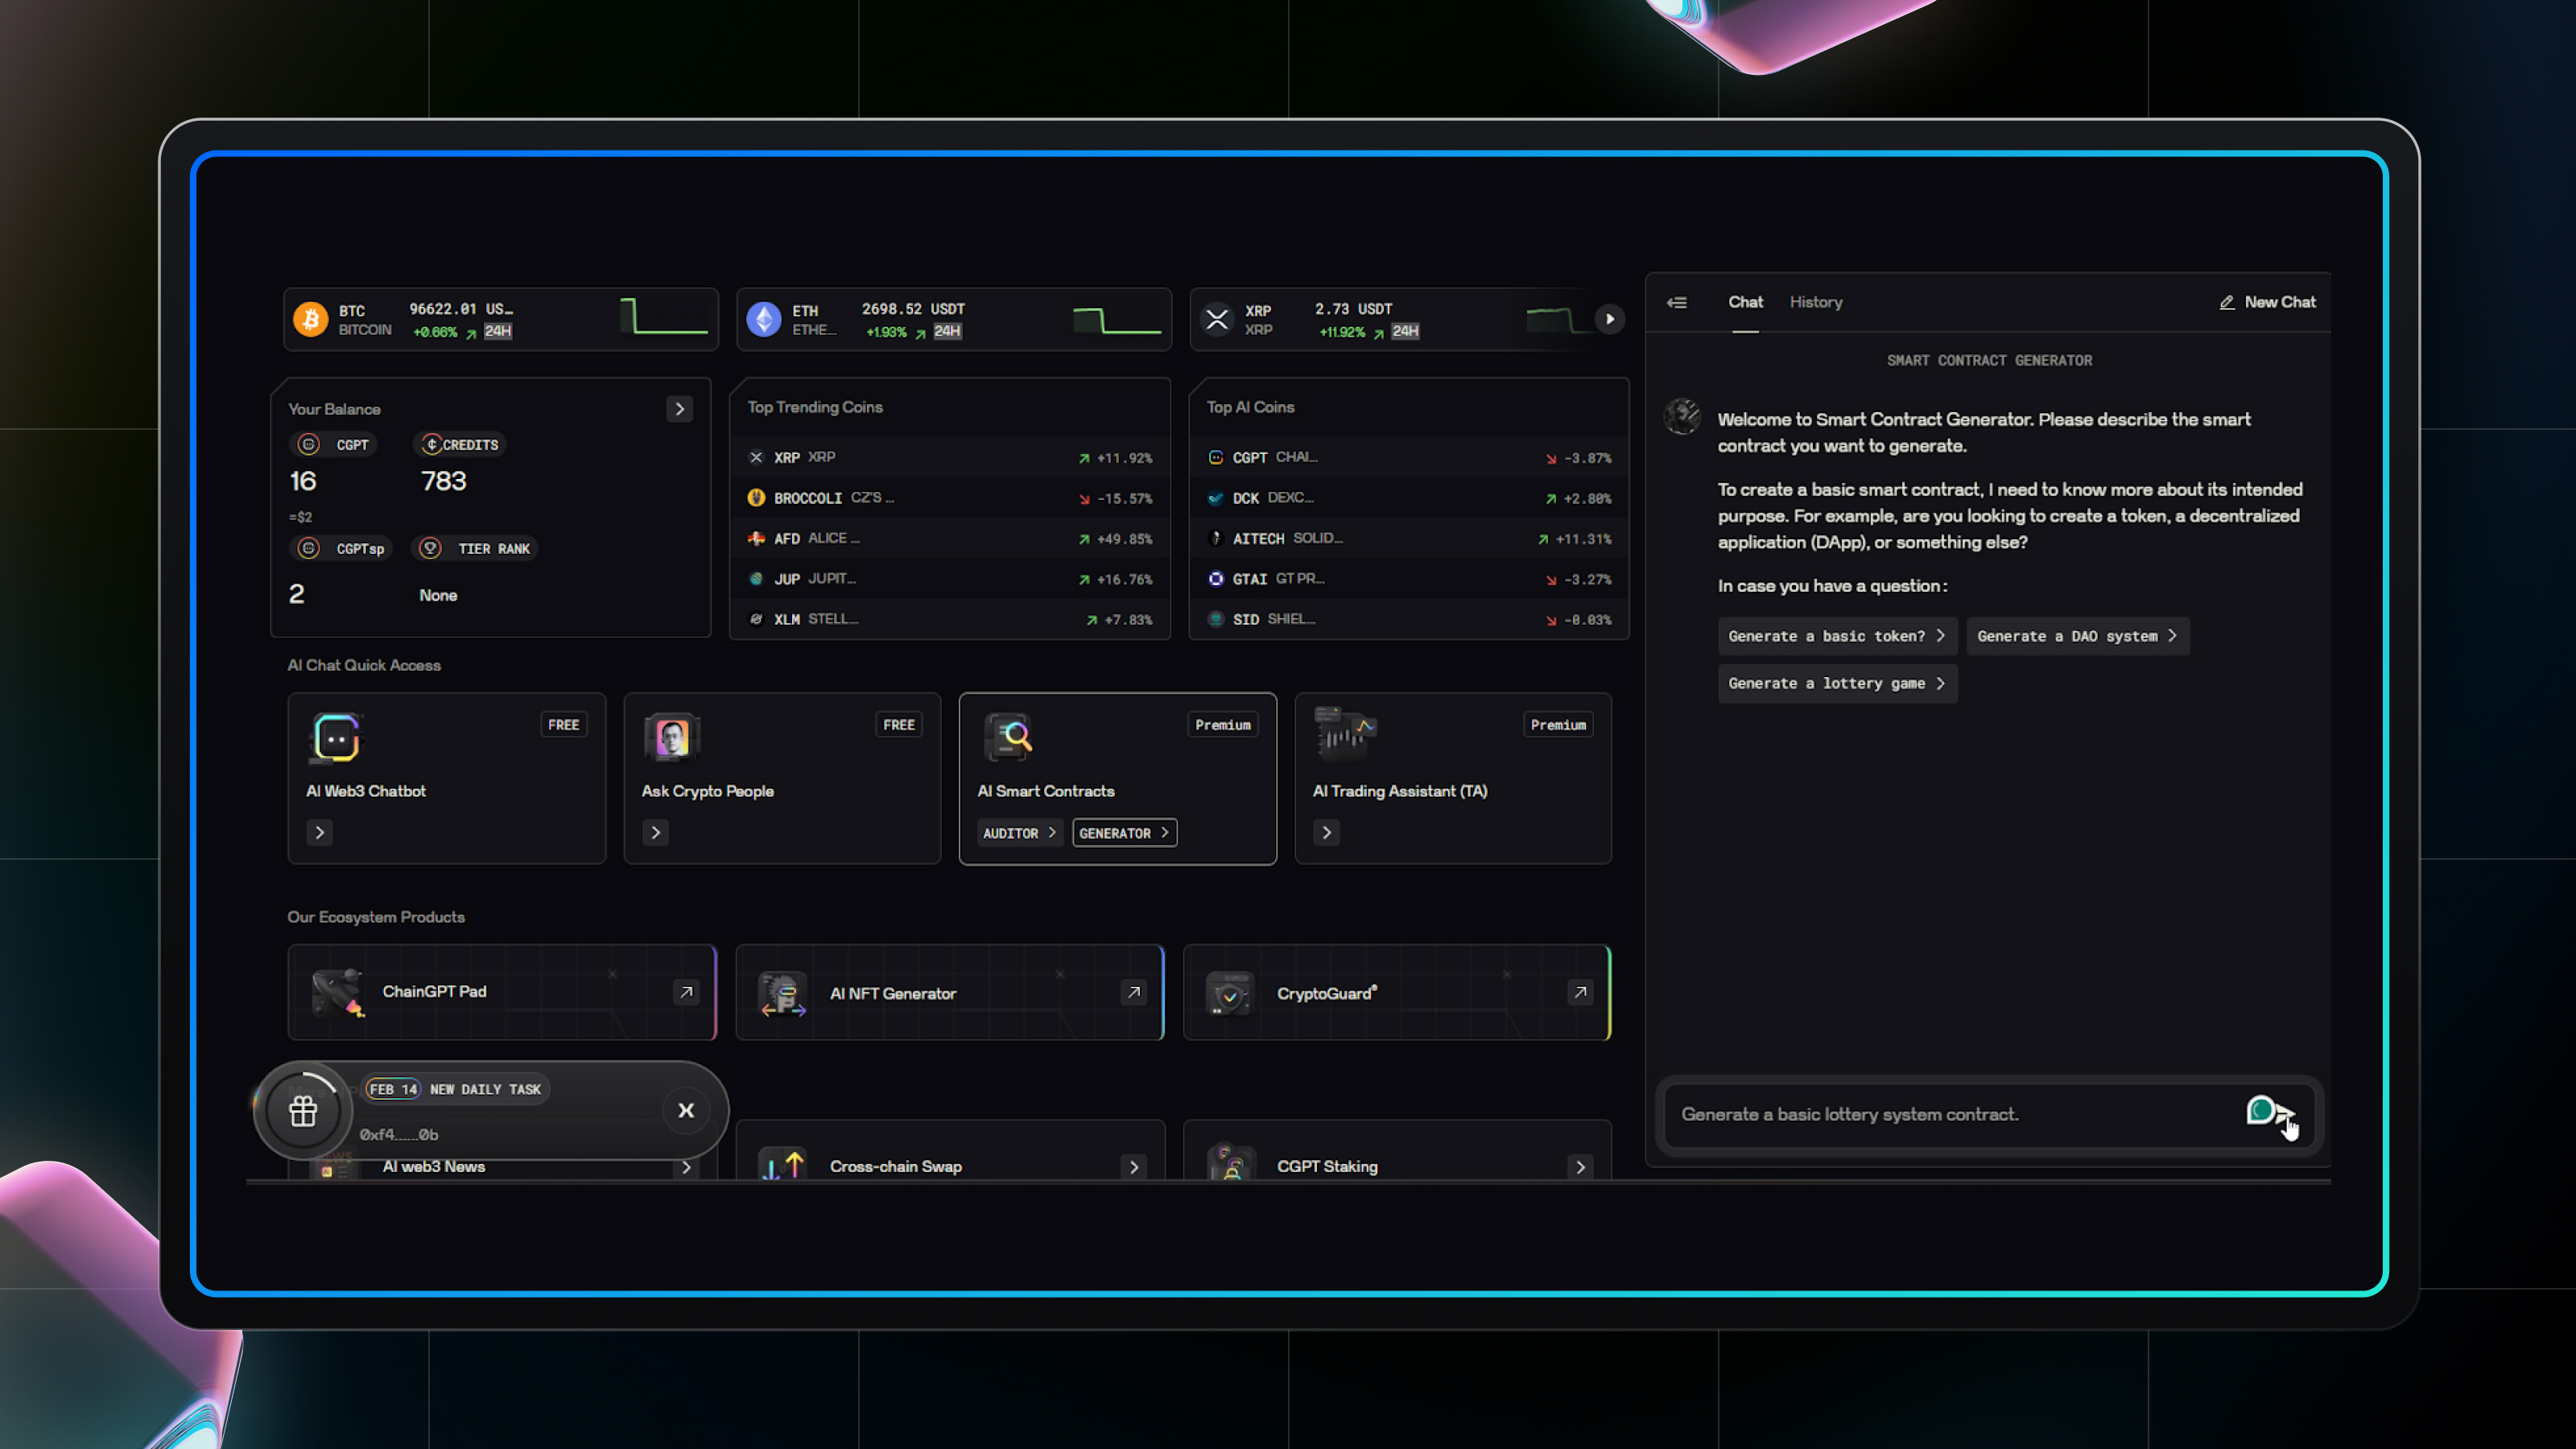 BTC 96622.01 US…
BITCOIN +0.66% 24H
ETH 2698.52 USDT
ETHE… +1.93% 24H
XRP 2.73 USDT
XRP +11.92% 24H
Your Balance
CGPT CREDITS
16 783
=$2
CGPTsp TIER RANK
2 None
Top Trending Coins
XRP XRP +11.92%
BROCCOLI CZ'S … -15.57%
AFD ALICE … +49.85%
JUP JUPIT… +16.76%
XLM STELL… +7.83%
Top AI Coins
CGPT CHAI… -3.87%
DCK DEXC… +2.80%
AITECH SOLID… +11.31%
GTAI GT PR… -3.27%
SID SHIEL… -0.03%
AI Chat Quick Access
FREE
AI Web3 Chatbot
FREE
Ask Crypto People
Premium
AI Smart Contracts
AUDITOR GENERATOR
Premium
AI Trading Assistant (TA)
Our Ecosystem Products
ChainGPT Pad
AI NFT Generator
CryptoGuard®
FEB 14 NEW DAILY TASK
0xf4......0b
X
AI web3 News
Cross-chain Swap
CGPT Staking
Chat History New Chat
SMART CONTRACT GENERATOR
Welcome to Smart Contract Generator. Please describe the smart
contract you want to generate.
To create a basic smart contract, I need to know more about its intended
purpose. For example, are you looking to create a token, a decentralized
application (DApp), or something else?
In case you have a question:
Generate a basic token? Generate a DAO system
Generate a lottery game
Generate a basic lottery system contract.